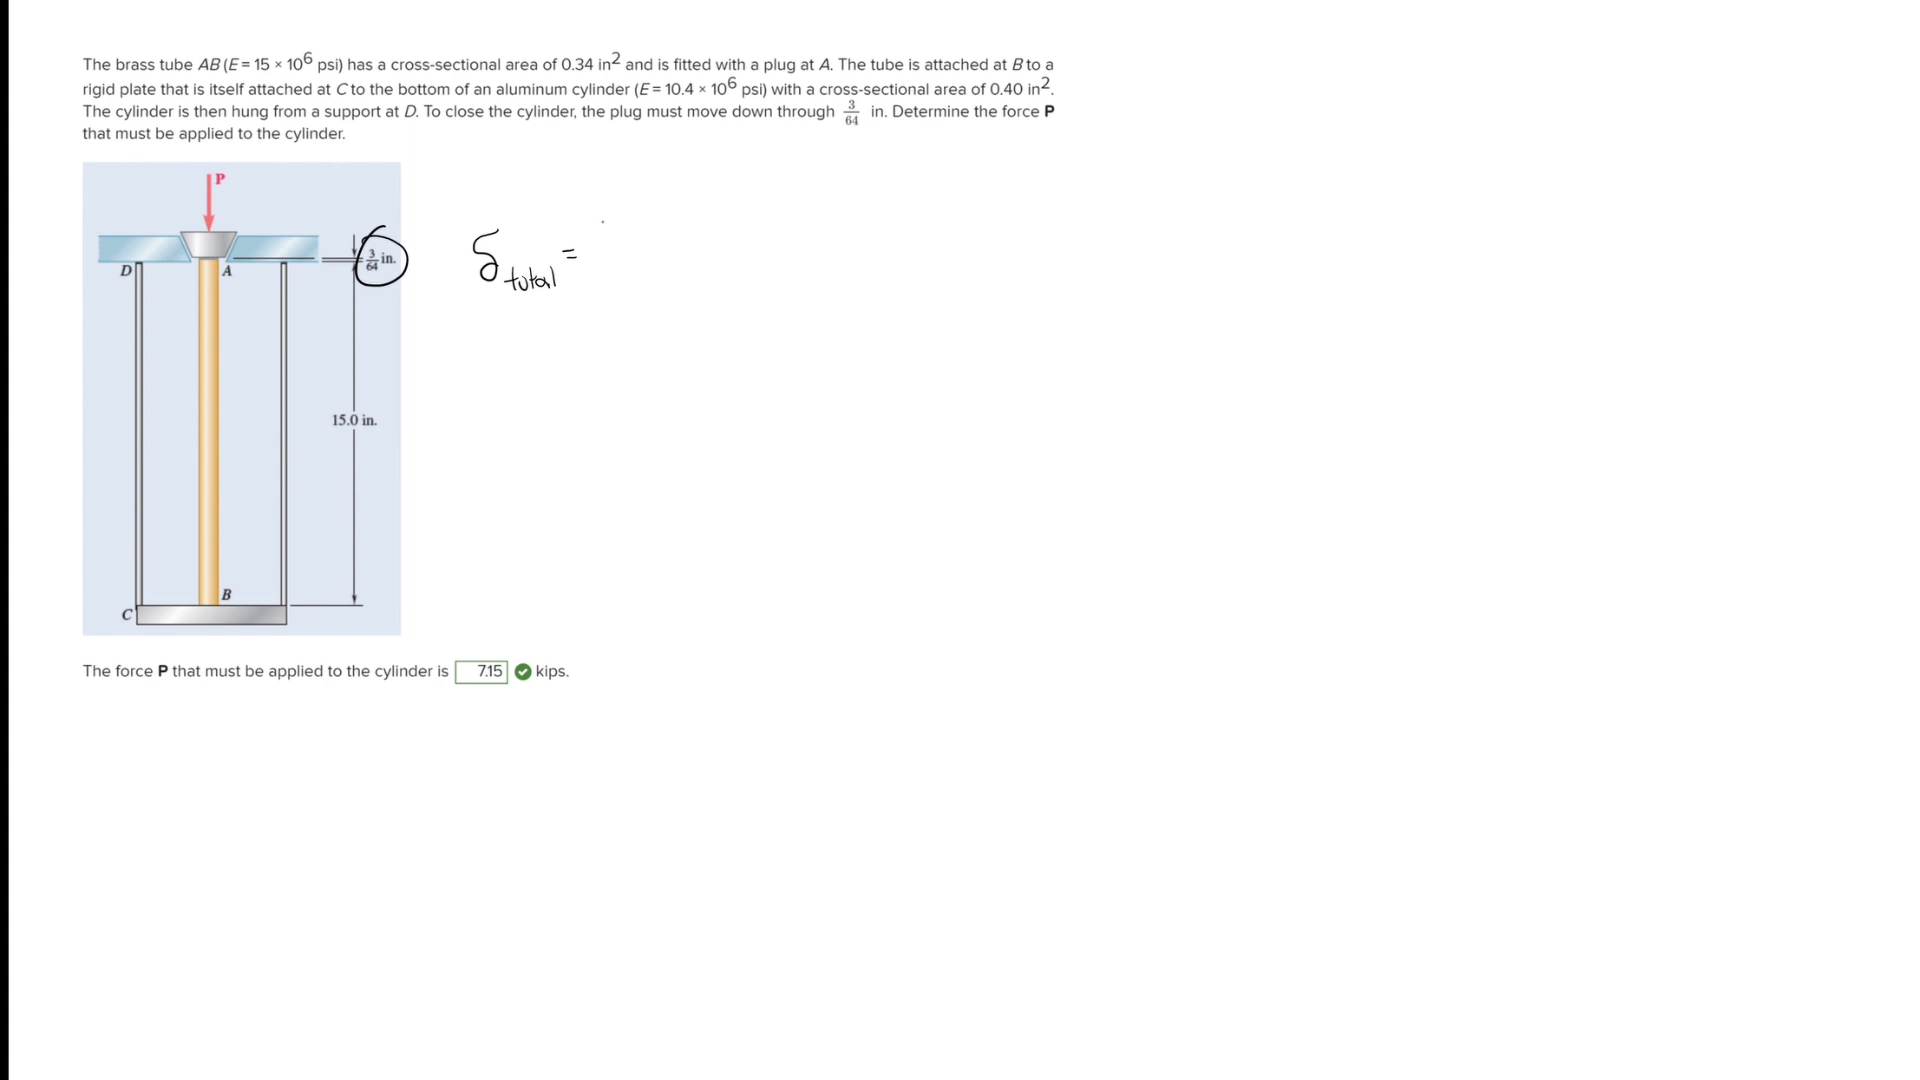 The brass tube AB (E = 15 × 10⁶ psi) has a cross-sectional area of 0.34 in² and is fitted with a plug at A. The tube is attached at B to a
rigid plate that is itself attached at C to the bottom of an aluminum cylinder (E = 10.4 × 10⁶ psi) with a cross-sectional area of 0.40 in².
The cylinder is then hung from a support at D. To close the cylinder, the plug must move down through 3/64 in. Determine the force P
that must be applied to the cylinder.
P
3/64 in.
δ total =
D
A
15.0 in.
B
C
The force P that must be applied to the cylinder is 7.15 kips.